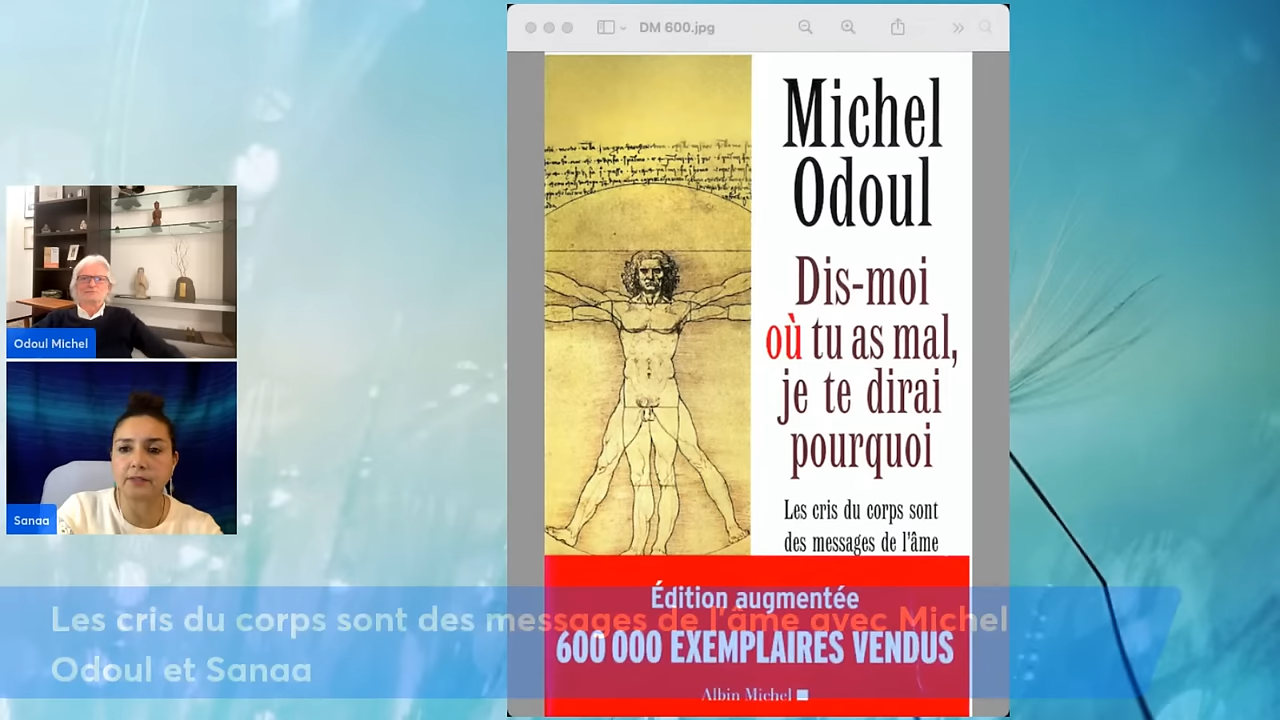 DM 600.jpg
Michel
Odoul
Dis-moi
où tu as mal,
je te dirai
pourquoi
Les cris du corps sont
des messages de l'âme
Édition augmentée
600 000 EXEMPLAIRES VENDUS
Albin Michel
Odoul Michel
Sanaa
Les cris du corps sont des messages de l'âme avec Michel
Odoul et Sanaa